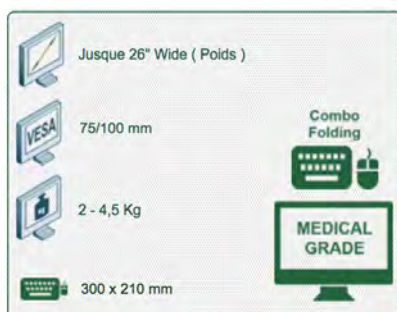 Jusque 26" Wide ( Poids )
VESA
75/100 mm
KG
2 - 4,5 Kg
300 x 210 mm
Combo
Folding
MEDICAL
GRADE